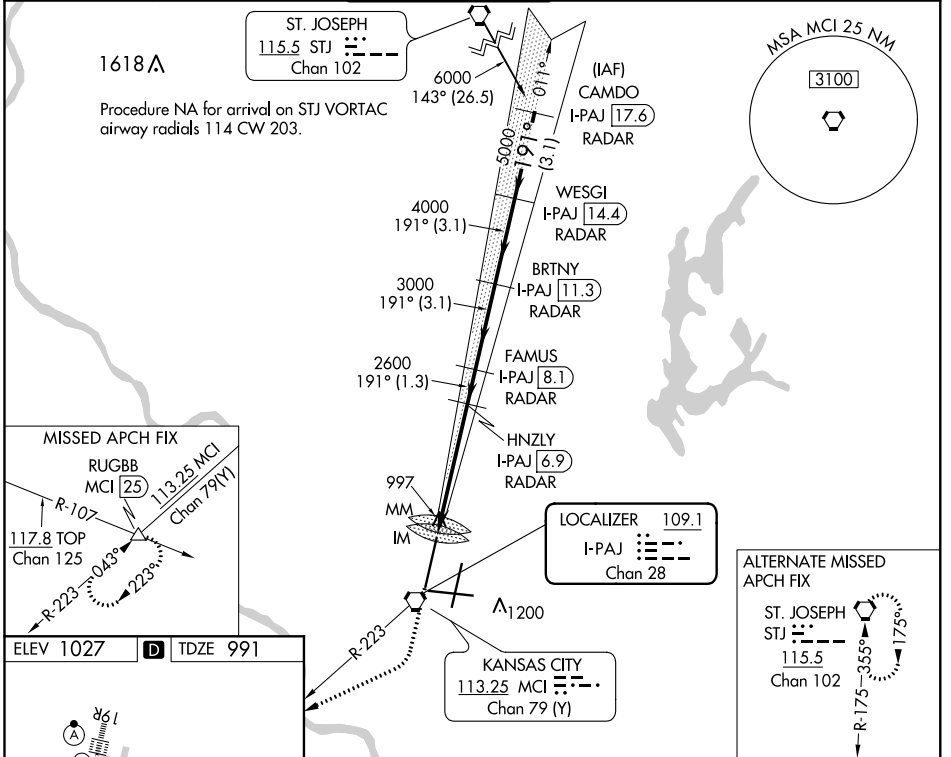 ST. JOSEPH
115.5 STJ
Chan 102
1618
Procedure NA for arrival on STJ VORTAC
airway radials 114 CW 203.
6000
143° (26.5)
011°
(IAF)
CAMDO
I-PAJ 17.6
RADAR
MSA MCI 25 NM
3100
5000
191°
(3.1)
WESGI
I-PAJ 14.4
RADAR
4000
191° (3.1)
BRTNY
I-PAJ 11.3
RADAR
3000
191° (3.1)
FAMUS
I-PAJ 8.1
RADAR
2600
191° (1.3)
HNZLY
I-PAJ 6.9
RADAR
997
MM
IM
MISSED APCH FIX
RUGBB
MCI 25
113.25 MCI
Chan 79(Y)
R-107
117.8 TOP
Chan 125
043°
223°
R-223
LOCALIZER 109.1
I-PAJ
Chan 28
1200
R-223
KANSAS CITY
113.25 MCI
Chan 79 (Y)
ALTERNATE MISSED
APCH FIX
ST. JOSEPH
STJ
115.5
Chan 102
175°
355°
R-175
ELEV 1027 D TDZE 991
19R
A